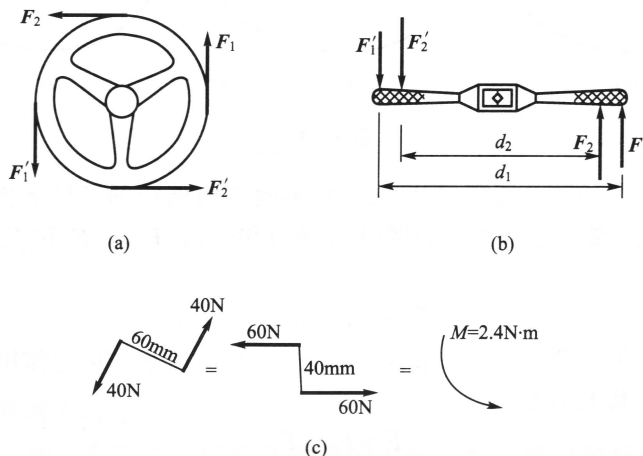 F₂
F₁
F₁′
F₂′
(a)
F₁′
F₂′
d₂
F₂
F
d₁
(b)
40N
60mm
40N
=
60N
40mm
60N
=
M=2.4N·m
(c)